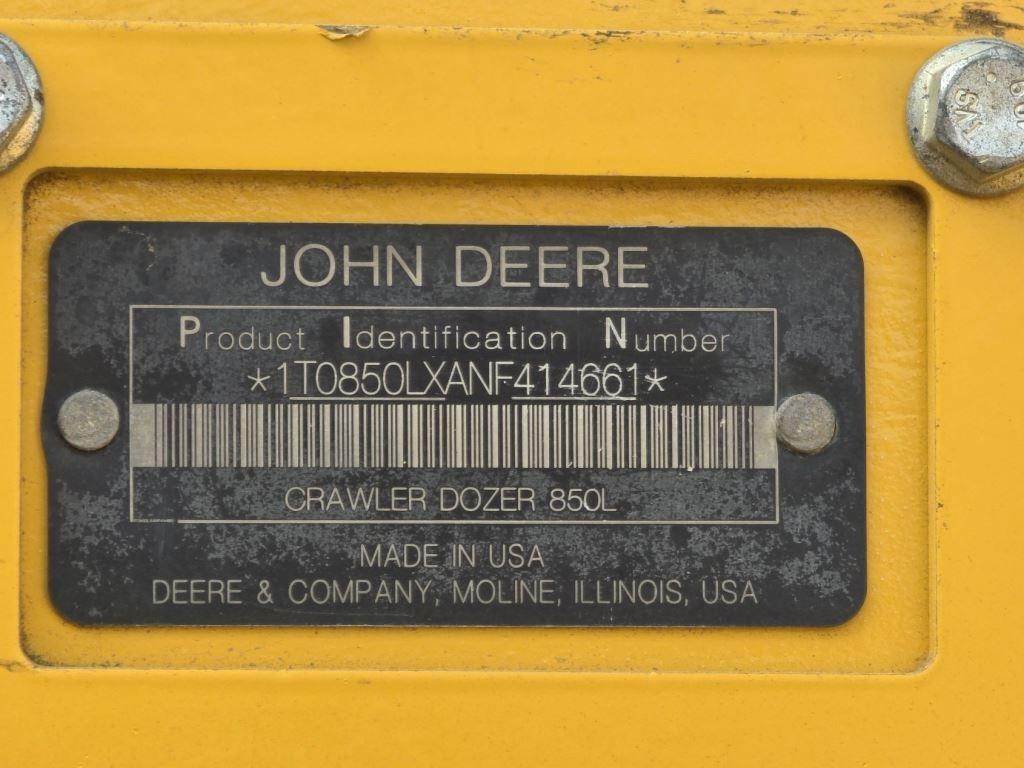 JOHN DEERE
Product Identification Number
*1T0850LXANF414661*
CRAWLER DOZER 850L
MADE IN USA
DEERE & COMPANY, MOLINE, ILLINOIS, USA